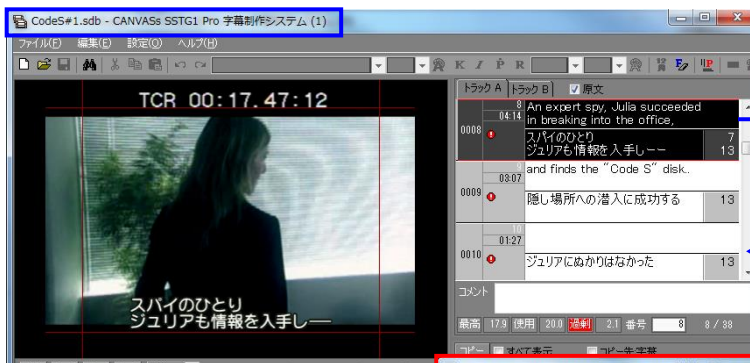 CodeS#1.sdb - CANVASs SSTG1 Pro 字幕制作システム (1)
ファイル(F) 編集(E) 設定(O) ヘルプ(H)
K I P R
トラック A トラック B 原文
TCR 00:17.47:12
8 An expert spy, Julia succeeded
04:14 in breaking into the office,
0008 スパイのひとり 7
ジュリアも情報を入手し―― 13
and finds the "Code S" disk..
03:07
0009 隠し場所への潜入に成功する 13
10
01:27
0010 ジュリアにぬかりはなかった 13
スパイのひとり
ジュリアも情報を入手し――
コメント
最高 17.9 使用 20.0 過剰 2.1 番号 8 8 / 38
コピー すべて表示 コピー先字幕